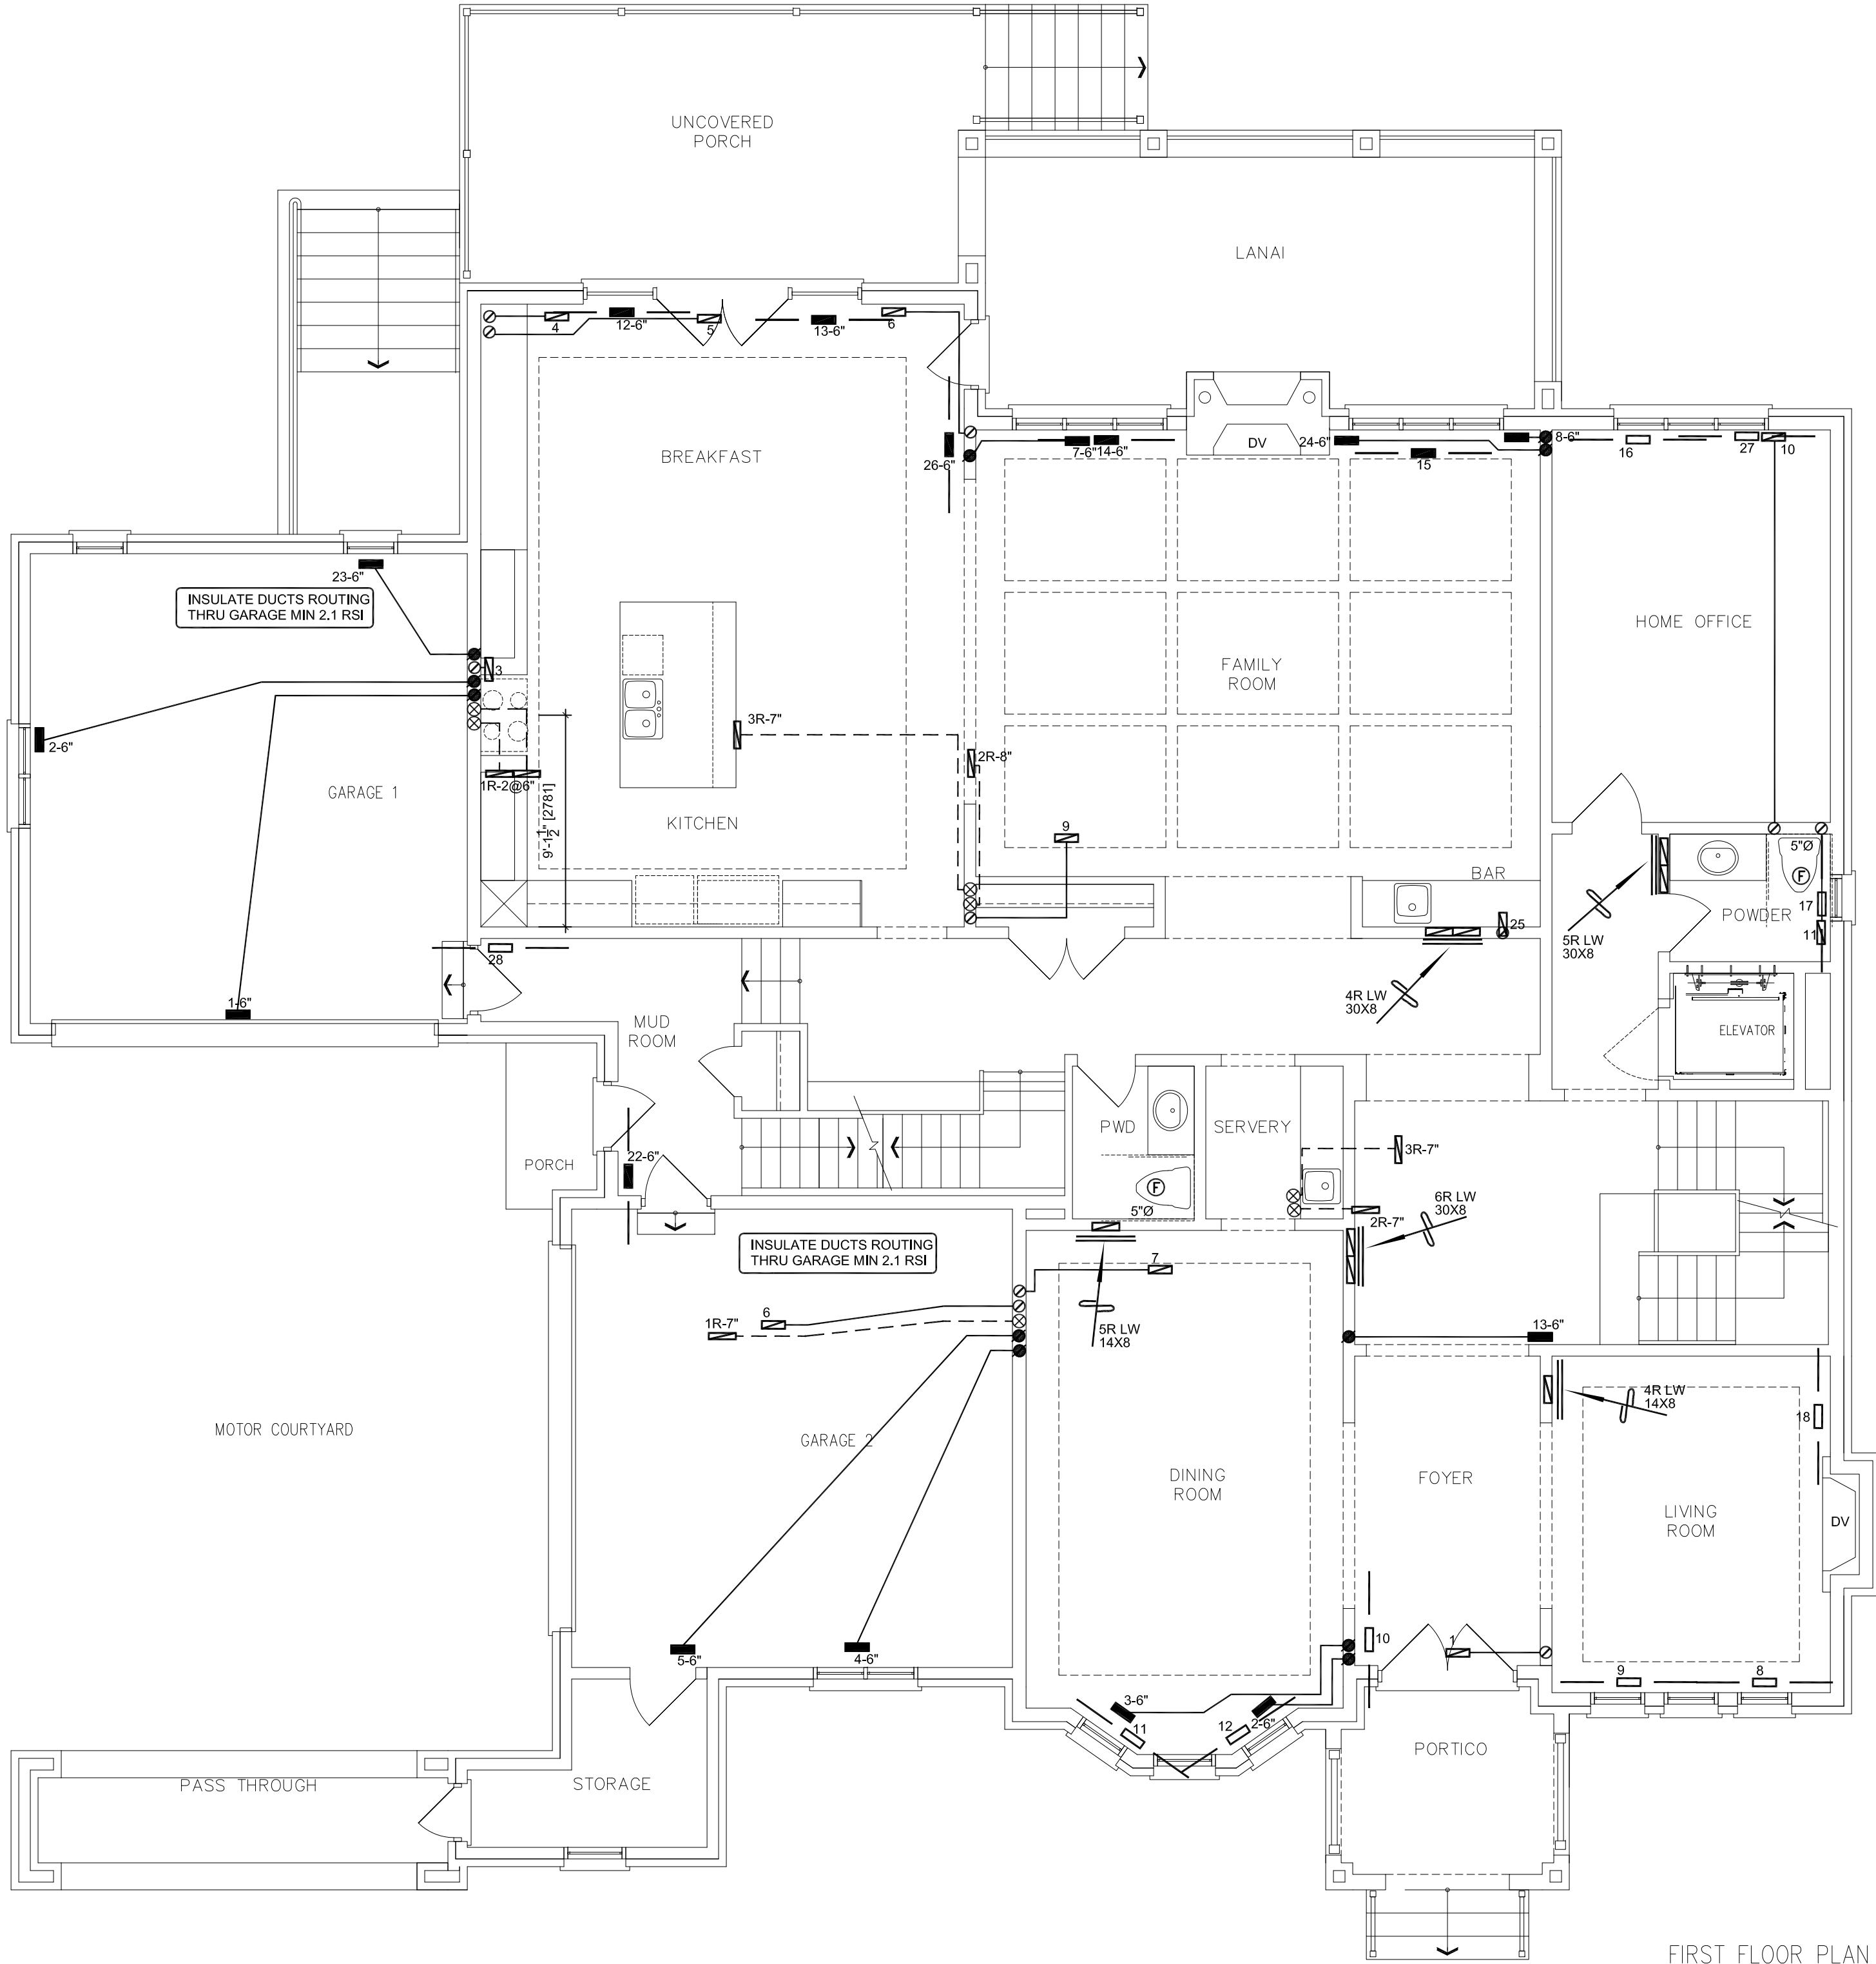 UNCOVERED
PORCH
LANAI
4
12-6"
5
13-6"
6
BREAKFAST
26-6"
7-6"
14-6"
DV
24-6"
15
8-6"
16
27
10
23-6"
INSULATE DUCTS ROUTING
THRU GARAGE MIN 2.1 RSI
HOME OFFICE
3
FAMILY
ROOM
2-6"
3R-7"
2R-8"
GARAGE 1
1R-2@6"
9'-1 1/2" [2781]
KITCHEN
9
5"Ø
BAR
F
17
POWDER
11
25
5R LW
30X8
28
4R LW
30X8
1-6"
MUD
ROOM
ELEVATOR
PWD
SERVERY
3R-7"
PORCH
22-6"
F
5"Ø
2R-7"
6R LW
30X8
INSULATE DUCTS ROUTING
THRU GARAGE MIN 2.1 RSI
7
6
1R-7"
5R LW
14X8
13-6"
4R LW
14X8
18
MOTOR COURTYARD
GARAGE 2
DINING
ROOM
FOYER
LIVING
ROOM
DV
5-6"
4-6"
10
1
9
8
3-6"
11
12
2-6"
PORTICO
PASS THROUGH
STORAGE
FIRST FLOOR PLAN